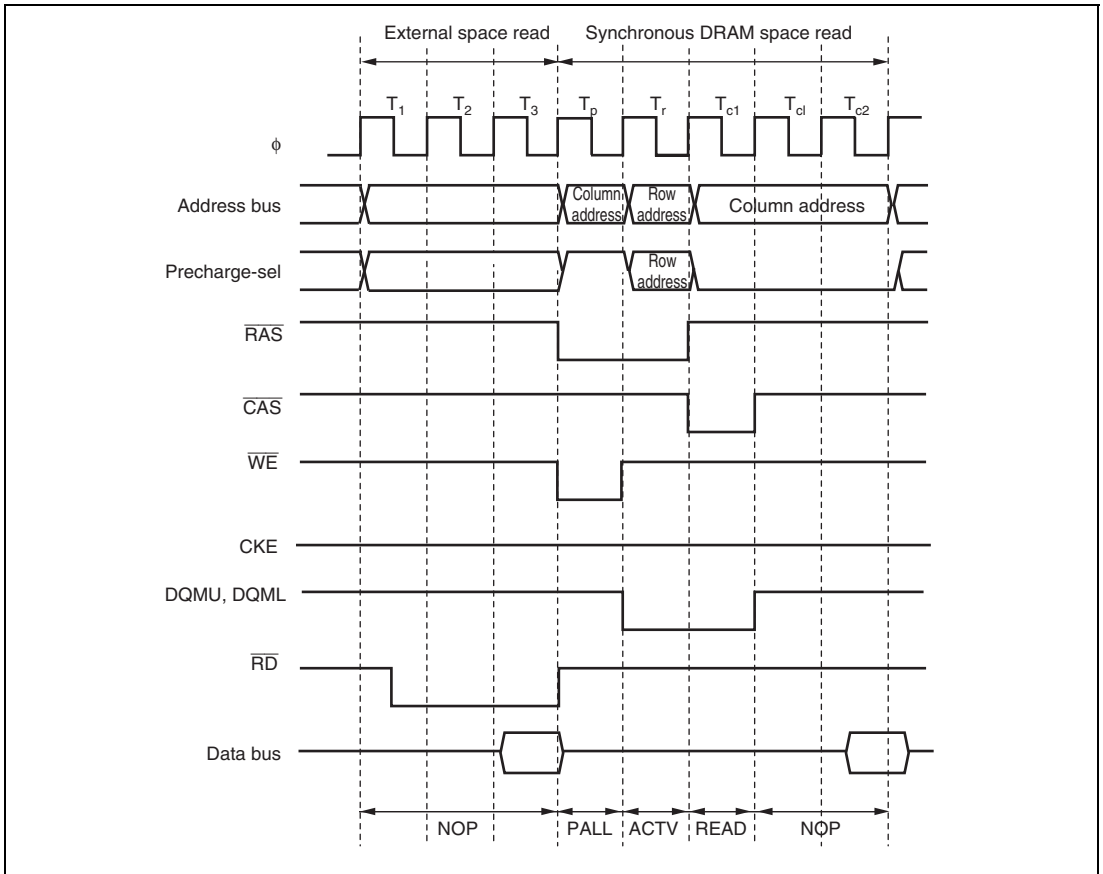 External space read Synchronous DRAM space read
T1 T2 T3 Tp Tr Tc1 Tcl Tc2
ϕ
Address bus
Column address
Row address
Column address
Precharge-sel
Row address
RAS
CAS
WE
CKE
DQMU, DQML
RD
Data bus
NOP PALL ACTV READ NOP